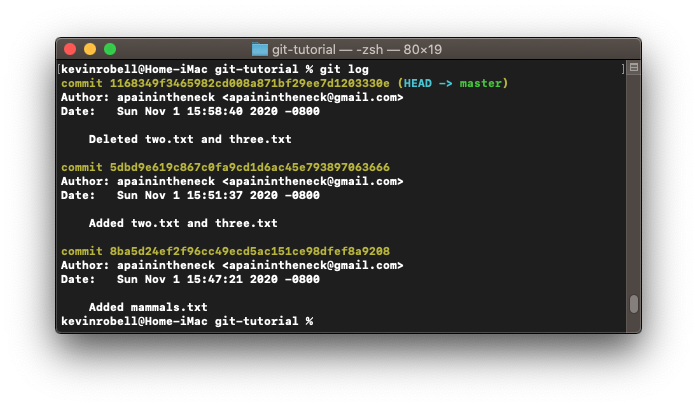 git-tutorial — -zsh — 80×19
[kevinrobell@Home-iMac git-tutorial % git log ]
commit 1168349f3465982cd008a871bf29ee7d1203330e (HEAD -> master)
Author: apainintheneck <apainintheneck@gmail.com>
Date:   Sun Nov 1 15:58:40 2020 -0800
    Deleted two.txt and three.txt
commit 5dbd9e619c867c0fa9cd1d6ac45e793897063666
Author: apainintheneck <apainintheneck@gmail.com>
Date:   Sun Nov 1 15:51:37 2020 -0800
    Added two.txt and three.txt
commit 8ba5d24ef2f96cc49ecd5ac151ce98dfef8a9208
Author: apainintheneck <apainintheneck@gmail.com>
Date:   Sun Nov 1 15:47:21 2020 -0800
    Added mammals.txt
kevinrobell@Home-iMac git-tutorial %